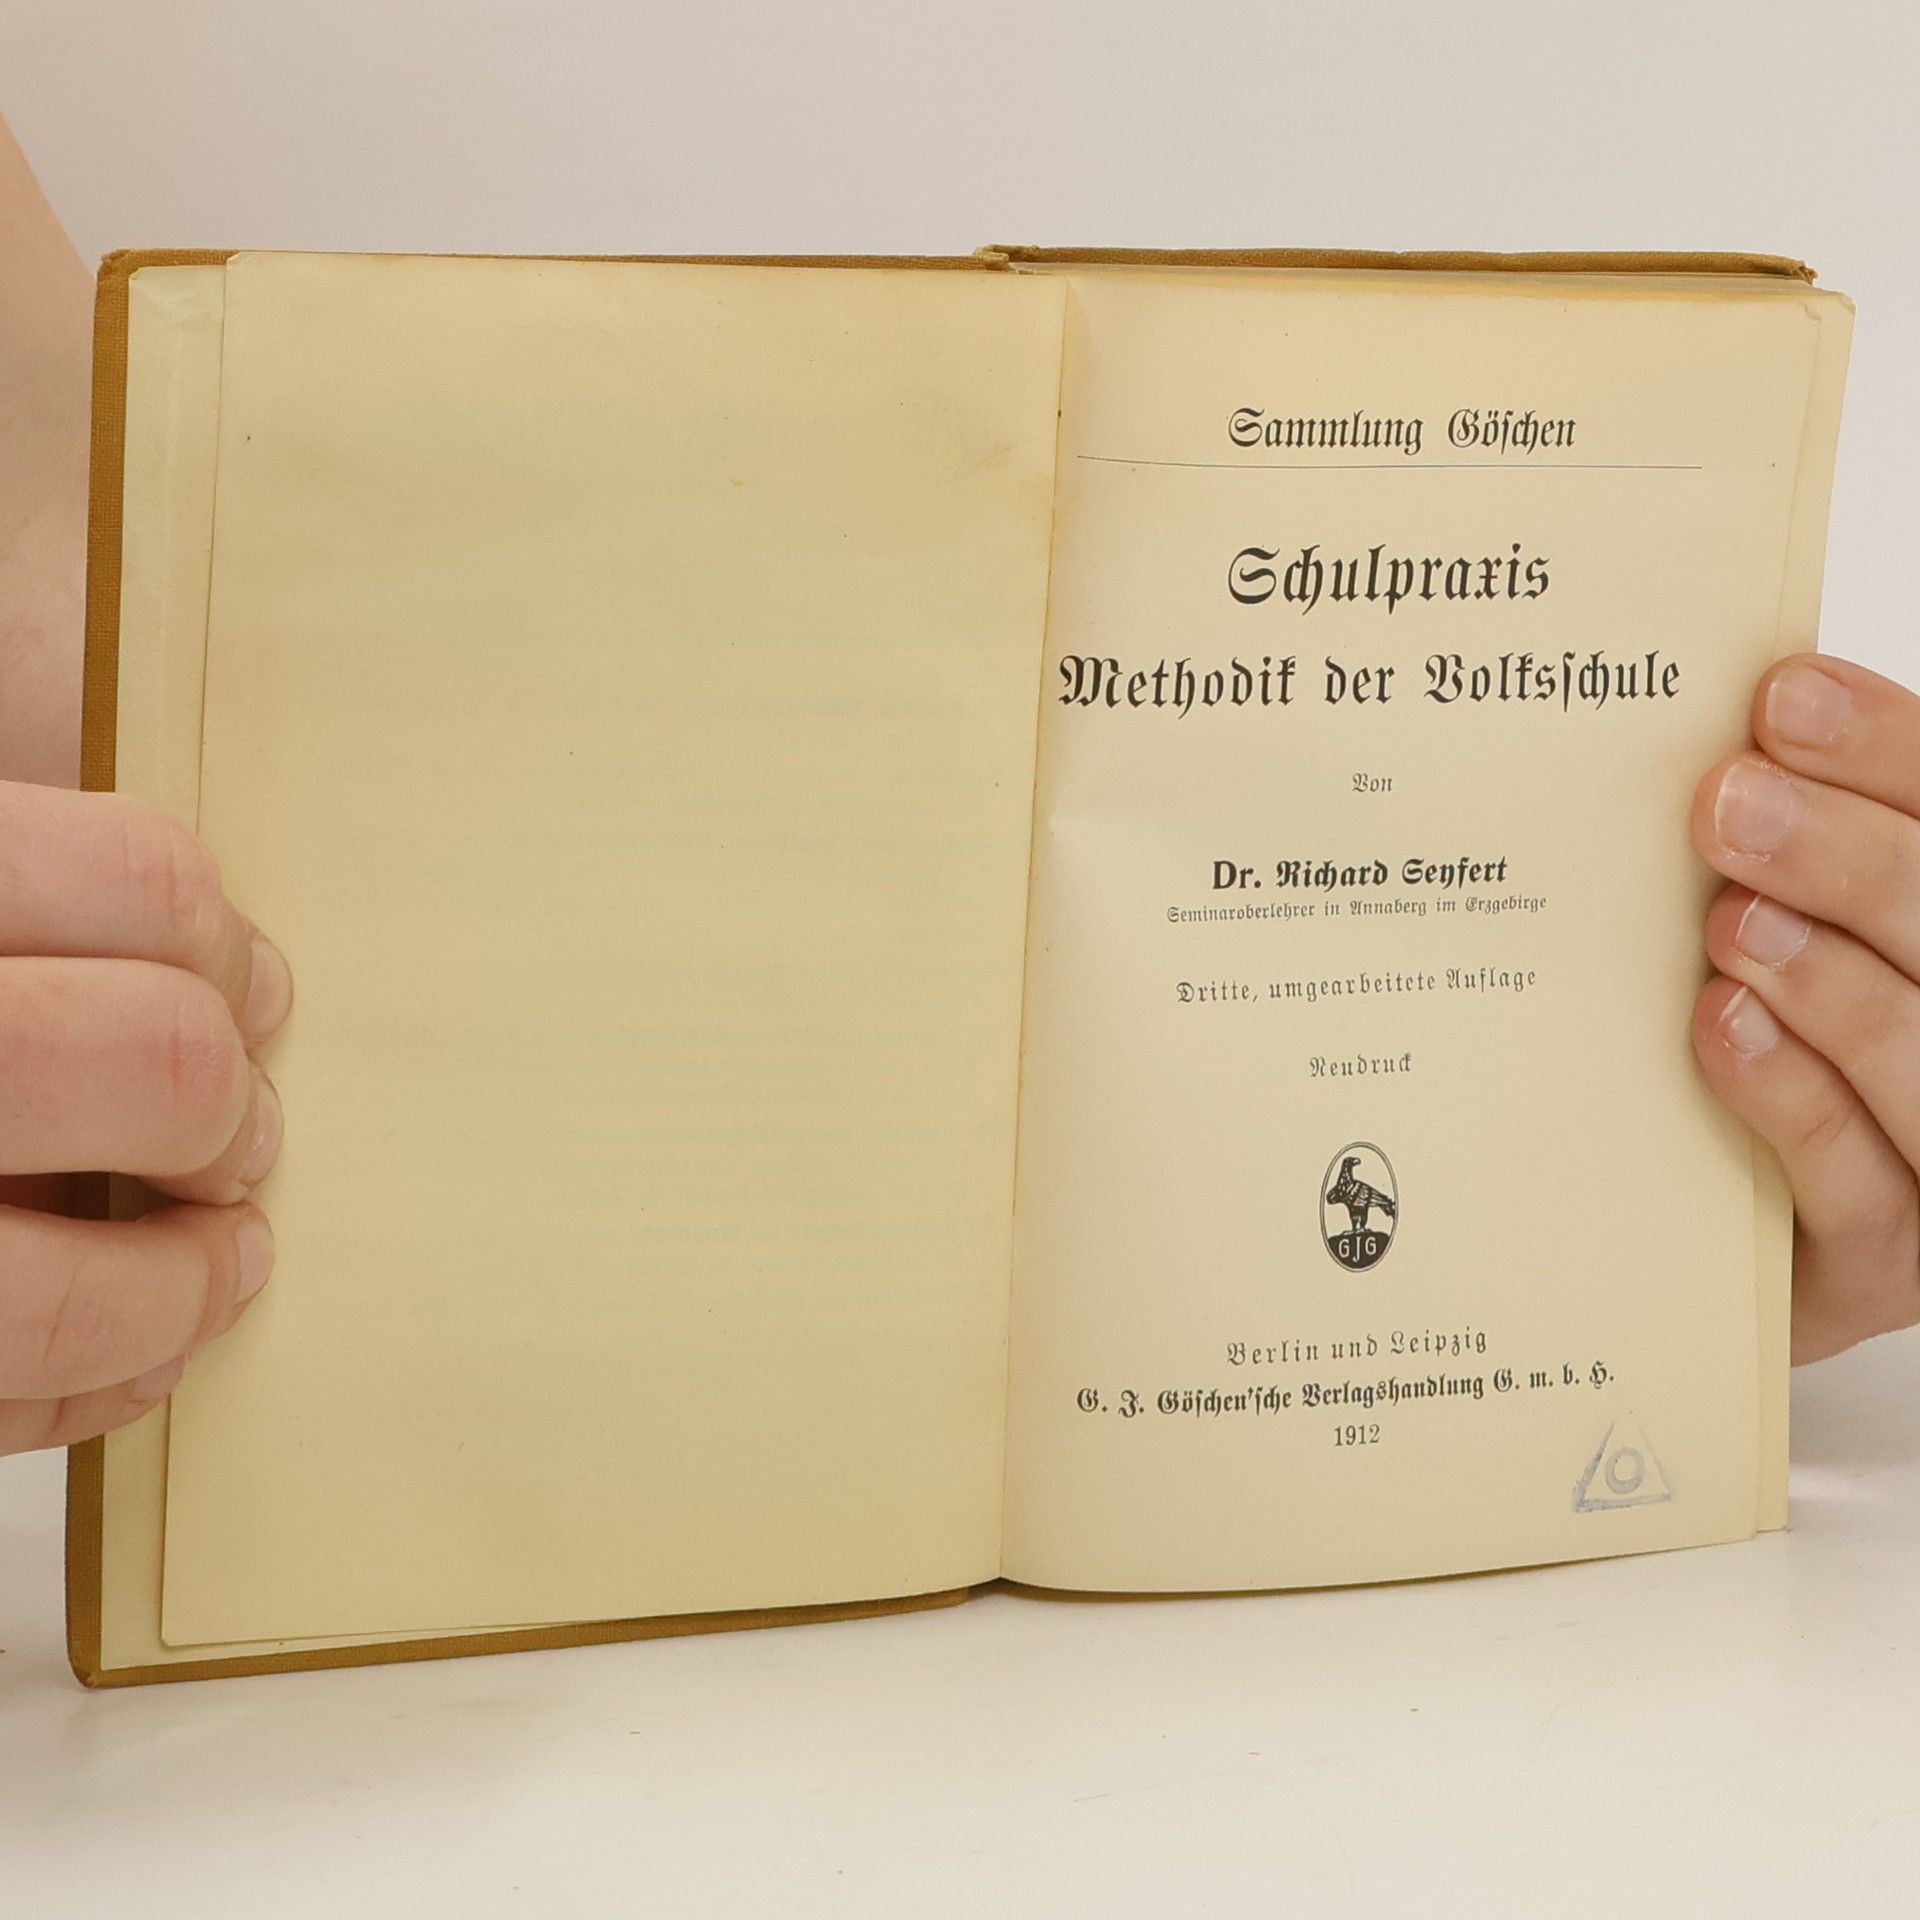 Sammlung Göschen
Schulpraxis
Methodik der Volksschule
Von
Dr. Richard Seyfert
Seminaroberlehrer in Annaberg im Erzgebirge
Dritte, umgearbeitete Auflage
Neudruck
GJG
Berlin und Leipzig
G. J. Göschen'sche Verlagshandlung G. m. b. H.
1912